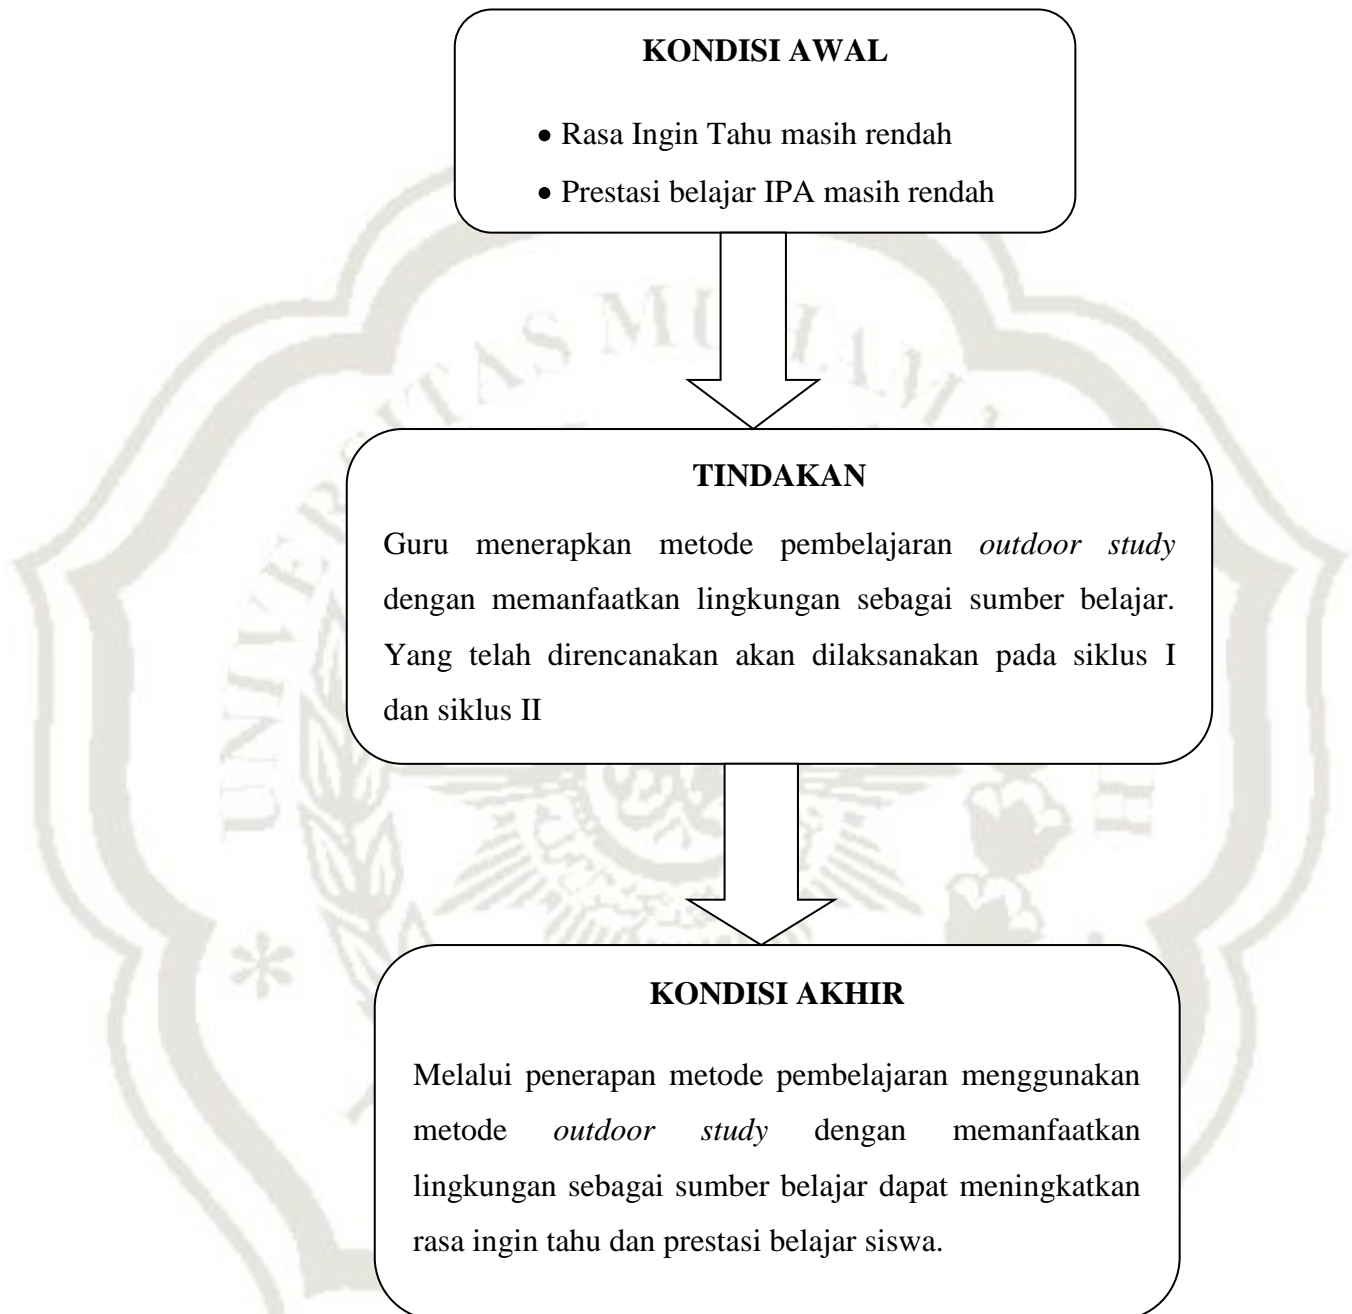 KONDISI AWAL
• Rasa Ingin Tahu masih rendah
• Prestasi belajar IPA masih rendah
TINDAKAN
Guru menerapkan metode pembelajaran outdoor study
dengan memanfaatkan lingkungan sebagai sumber belajar.
Yang telah direncanakan akan dilaksanakan pada siklus I
dan siklus II
KONDISI AKHIR
Melalui penerapan metode pembelajaran menggunakan
metode outdoor study dengan memanfaatkan
lingkungan sebagai sumber belajar dapat meningkatkan
rasa ingin tahu dan prestasi belajar siswa.